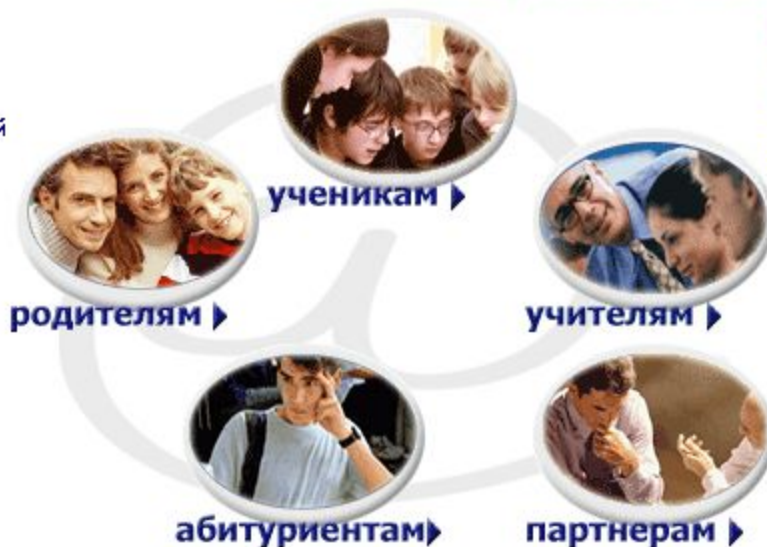 й
ученикам
родителям
учителям
абитуриентам
партнерам